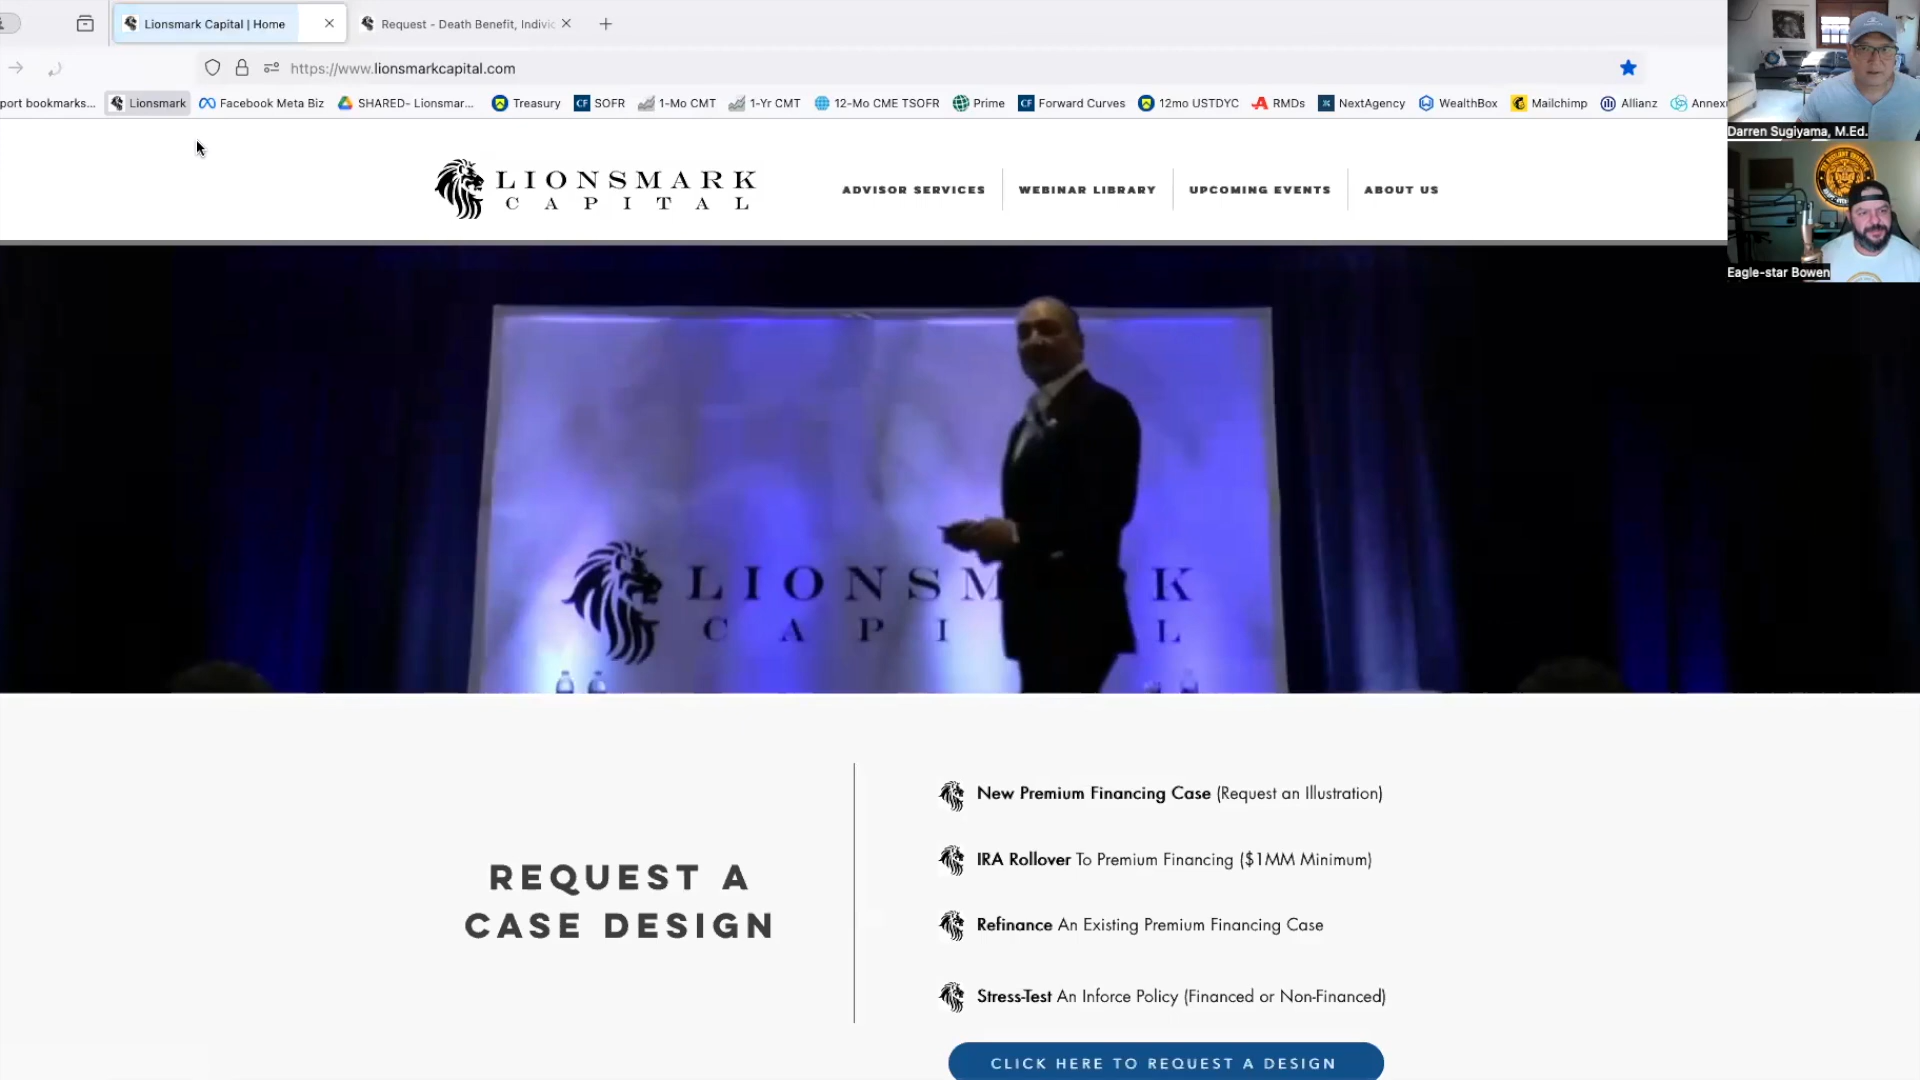 Lionsmark Capital | Home
Request - Death Benefit, Indivi
https://www.lionsmarkcapital.com
port bookmarks...
Lionsmark
Facebook Meta Biz
SHARED- Lionsmar...
Treasury
CF SOFR
1-Mo CMT
1-Yr CMT
12-Mo CME TSOFR
Prime
CF Forward Curves
12mo USTDYC
RMDs
NextAgency
WealthBox
Mailchimp
Allianz
Annex
Darren Sugiyama, M.Ed.
Eagle-star Bowen
LIONSMARK
CAPITAL
ADVISOR SERVICES
WEBINAR LIBRARY
UPCOMING EVENTS
ABOUT US
LIONSM K
CAPI L
REQUEST A
CASE DESIGN
New Premium Financing Case (Request an Illustration)
IRA Rollover To Premium Financing ($1MM Minimum)
Refinance An Existing Premium Financing Case
Stress-Test An Inforce Policy (Financed or Non-Financed)
CLICK HERE TO REQUEST A DESIGN